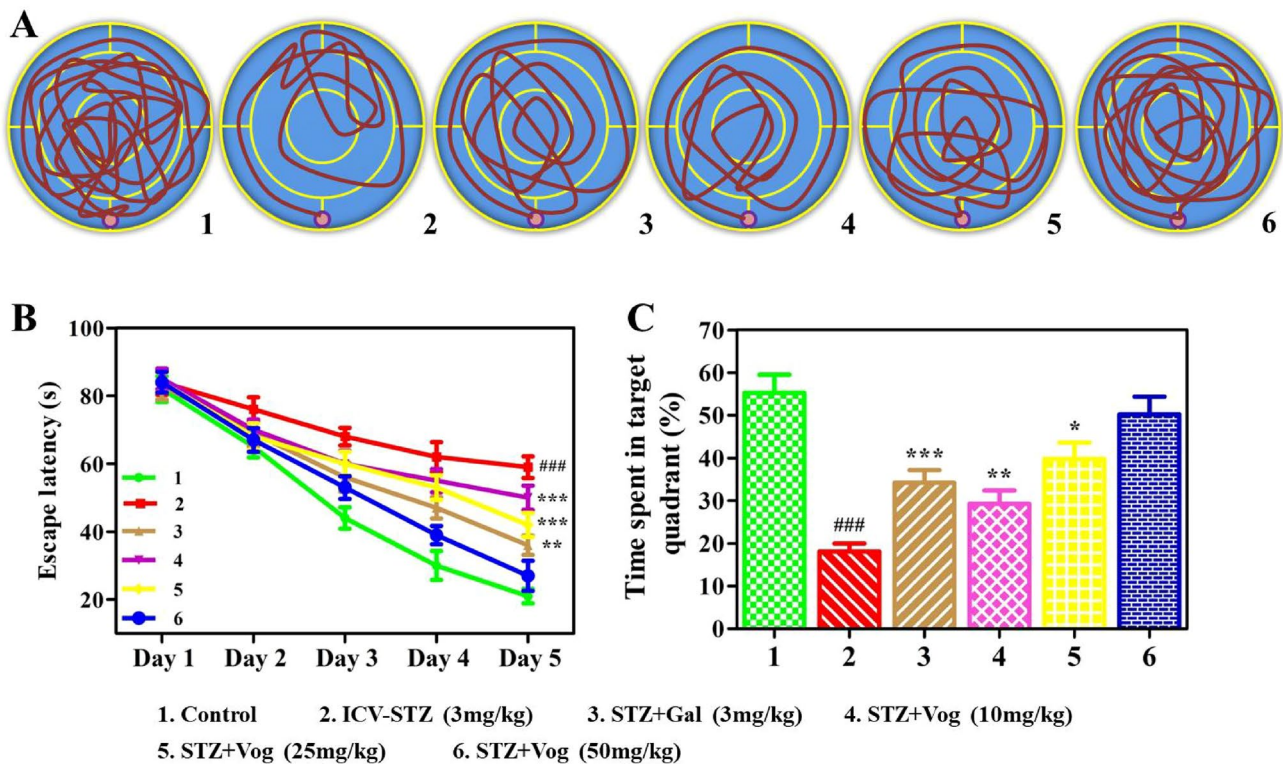 A
1 2 3 4 5 6
B
Escape latency (s)
100
80
60
40
20
Day 1 Day 2 Day 3 Day 4 Day 5
1
2
3
4
5
6
###
***
***
**
C
Time spent in target
quadrant (%)
70
60
50
40
30
20
10
0
###
***
**
*
1 2 3 4 5 6
1. Control 2. ICV-STZ (3mg/kg) 3. STZ+Gal (3mg/kg) 4. STZ+Vog (10mg/kg)
5. STZ+Vog (25mg/kg) 6. STZ+Vog (50mg/kg)